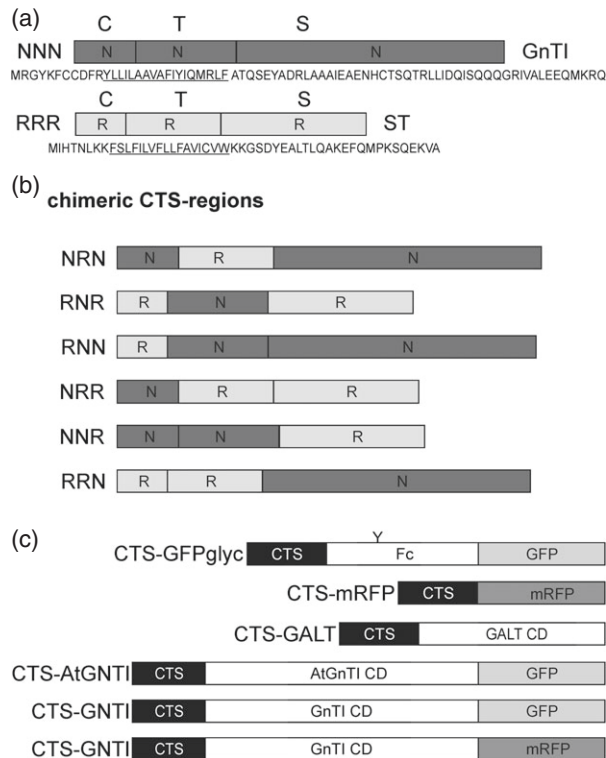 (a)
C T S
NNN N N N GnTI
MRGYKFCCDFRYLLILAAVAFIYIQMRLF ATQSEYADRLAAAIEAENHCTSQTRLLIDQISQQQGRIVALEEQMKRQ
C T S
RRR R R R ST
MIHTNLKKFSLFILVFLLFAVICVWKKGSDYEALTLQAKEFQMPKSQEKVA
(b)
chimeric CTS-regions
NRN N R N
RNR R N R
RNN R N N
NRR N R R
NNR N N R
RRN R R N
(c)
Y
CTS-GFPglyc CTS Fc GFP
CTS-mRFP CTS mRFP
CTS-GALT CTS GALT CD
CTS-AtGNTI CTS AtGnTI CD GFP
CTS-GNTI CTS GnTI CD GFP
CTS-GNTI CTS GnTI CD mRFP